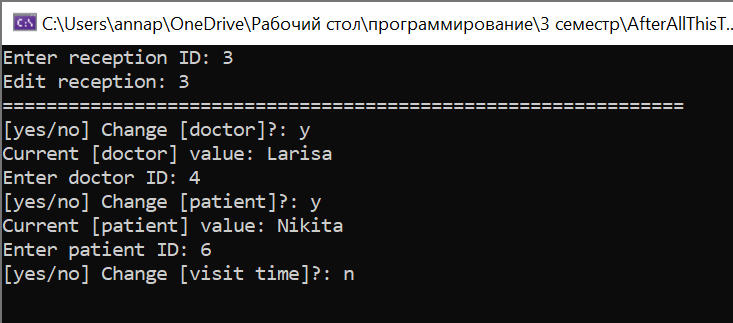 C:\Users\annap\OneDrive\Рабочий стол\программирование\3 семестр\AfterAllThisT...
Enter reception ID: 3
Edit reception: 3
==============================================================
[yes/no] Change [doctor]?: y
Current [doctor] value: Larisa
Enter doctor ID: 4
[yes/no] Change [patient]?: y
Current [patient] value: Nikita
Enter patient ID: 6
[yes/no] Change [visit time]?: n